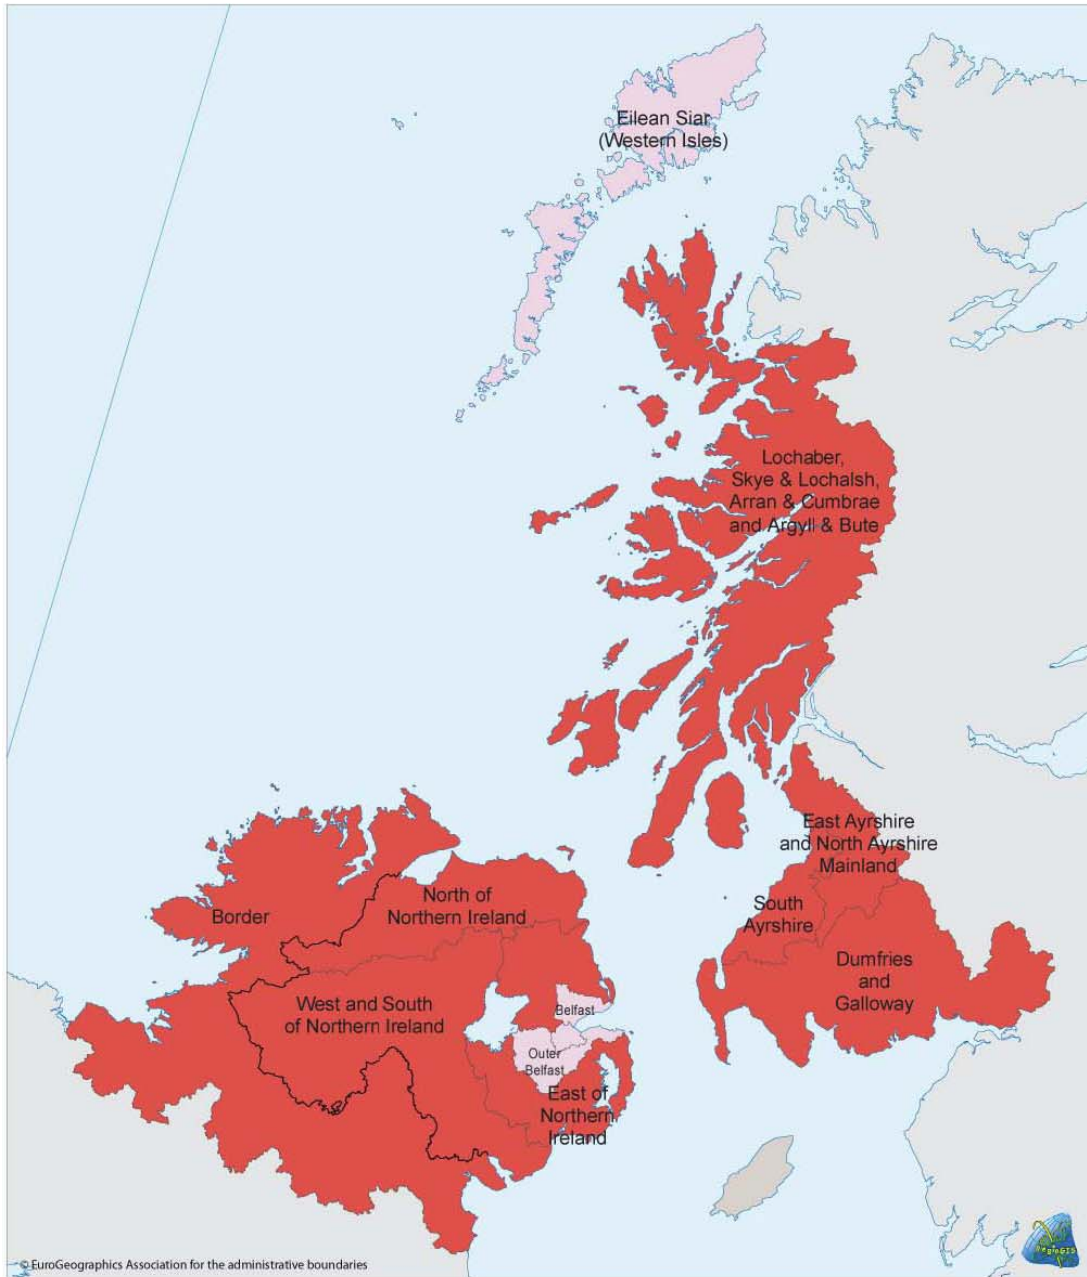 Eilean Siar
(Western Isles)
Lochaber,
Skye & Lochalsh,
Arran & Cumbrae
and Argyll & Bute
East Ayrshire
and North Ayrshire
Mainland
South
Ayrshire
Dumfries
and
Galloway
North of
Northern Ireland
Border
West and South
of Northern Ireland
Belfast
Outer
Belfast
East of
Northern
Ireland
© EuroGeographics Association for the administrative boundaries
RegioGIS